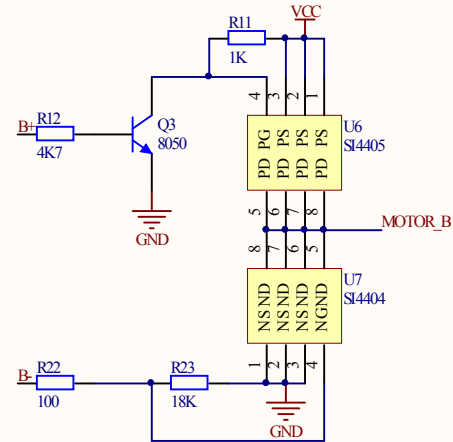 VCC
R11
1K
4 3 2 1
B+ R12
4K7
Q3
8050
PD PG
PD PS
PD PS
PD PS
U6
SI4405
GND
5 6 7 8
MOTOR_B
8 7 6 5
NS ND
NS ND
NS ND
NGND
U7
SI4404
1 2 3 4
B- R22
100
R23
18K
GND